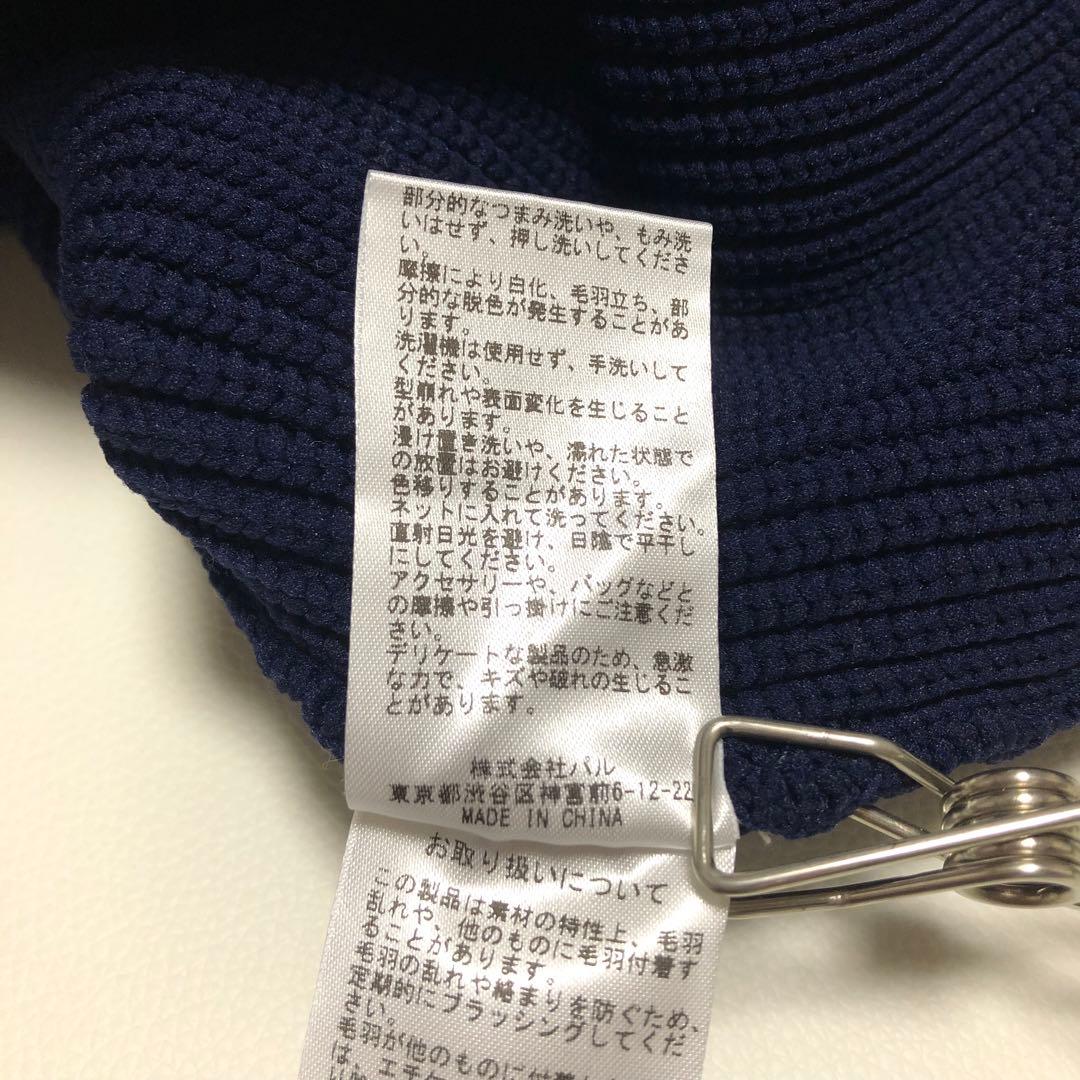 部分的なつまみ洗いや、もみ洗
いはせず、押し洗いしてくださ
い。
摩擦により白化、毛羽立ち、部
分的な脱色が発生することがあ
ります。
洗濯機は使用せず、手洗いして
ください。
型崩れや表面変化を生じること
があります。
浸け置き洗いや、濡れた状態で
の放置はお避けください。
色移りすることがあります。
ネットに入れて洗ってください。
直射日光を避け、日陰で平干し
にしてください。
アクセサリーや、バッグなどと
の摩擦や引っ掛けにご注意くだ
さい。
デリケートな製品のため、急激
な力で、キズや破れの生じるこ
とがあります。
株式会社パル
東京都渋谷区神宮前6-12-22
MADE IN CHINA
お取り扱いについて
この製品は素材の特性上、毛羽
乱れや、他のものに毛羽付着す
ることがあります。
毛羽の乱れや絡まりを防ぐため、
定期的にブラッシングしてくだ
さい。
毛羽が他のものに付着し
は、エチケ